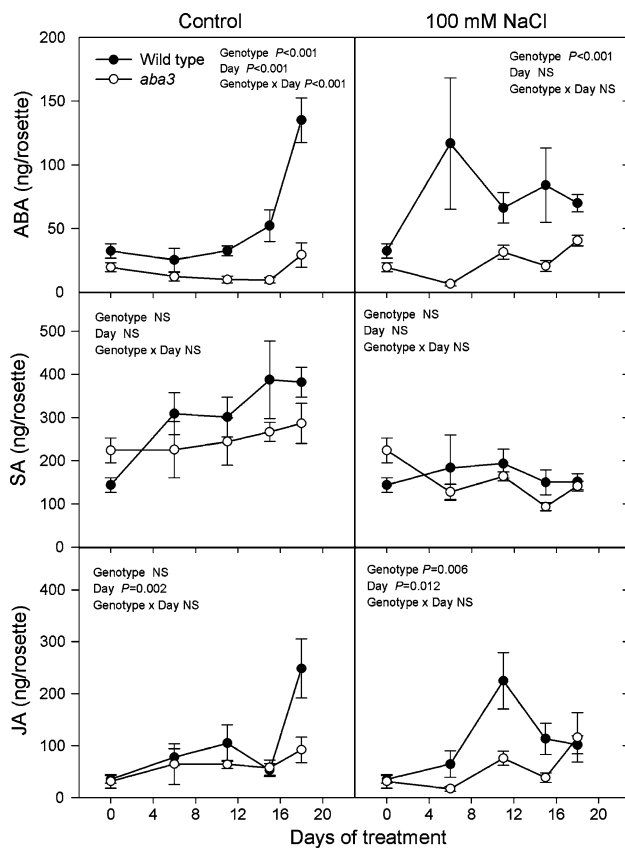 Control
100 mM NaCl
200
150
100
50
0
ABA (ng/rosette)
Wild type
aba3
Genotype P<0.001
Day P<0.001
Genotype x Day P<0.001
Genotype P<0.001
Day NS
Genotype x Day NS
500
400
300
200
100
0
SA (ng/rosette)
Genotype NS
Day NS
Genotype x Day NS
Genotype NS
Day NS
Genotype x Day NS
400
300
200
100
0
JA (ng/rosette)
Genotype NS
Day P=0.002
Genotype x Day NS
Genotype P=0.006
Day P=0.012
Genotype x Day NS
0 4 8 12 16 20
0 4 8 12 16 20
Days of treatment